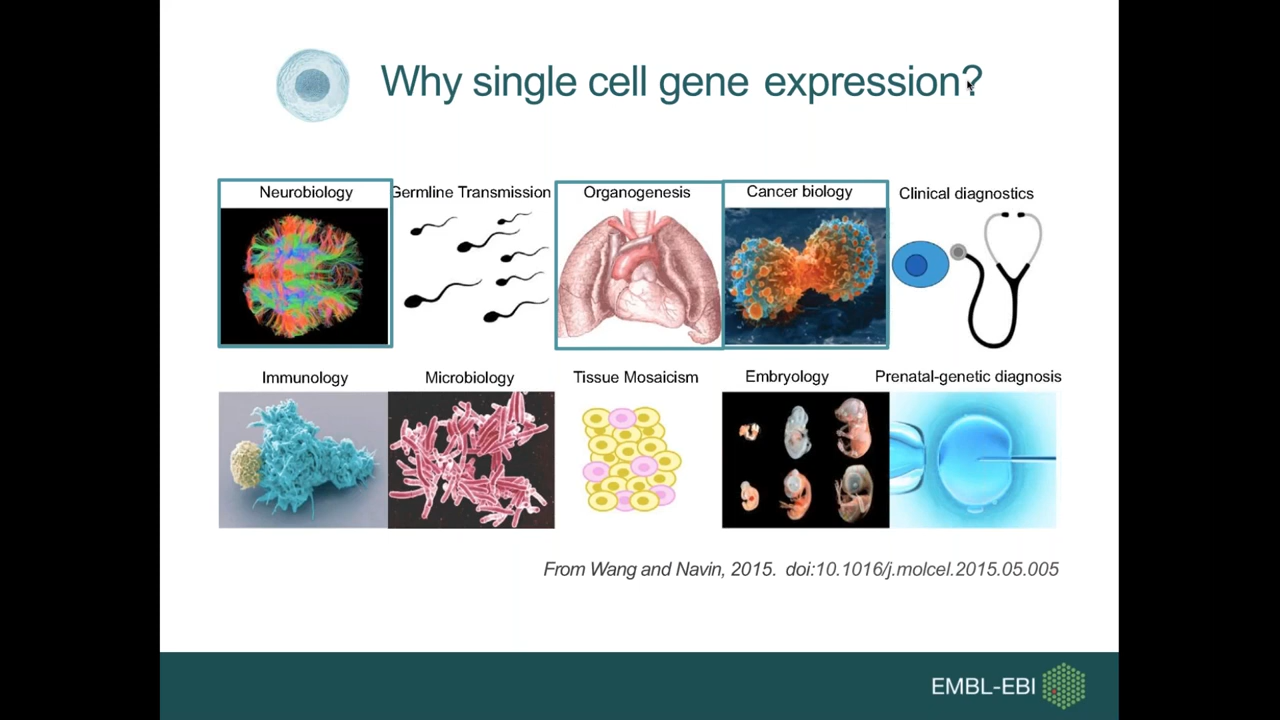 Why single cell gene expression?
Neurobiology
Germline Transmission
Organogenesis
Cancer biology
Clinical diagnostics
Immunology
Microbiology
Tissue Mosaicism
Embryology
Prenatal-genetic diagnosis
From Wang and Navin, 2015.  doi:10.1016/j.molcel.2015.05.005
EMBL-EBI